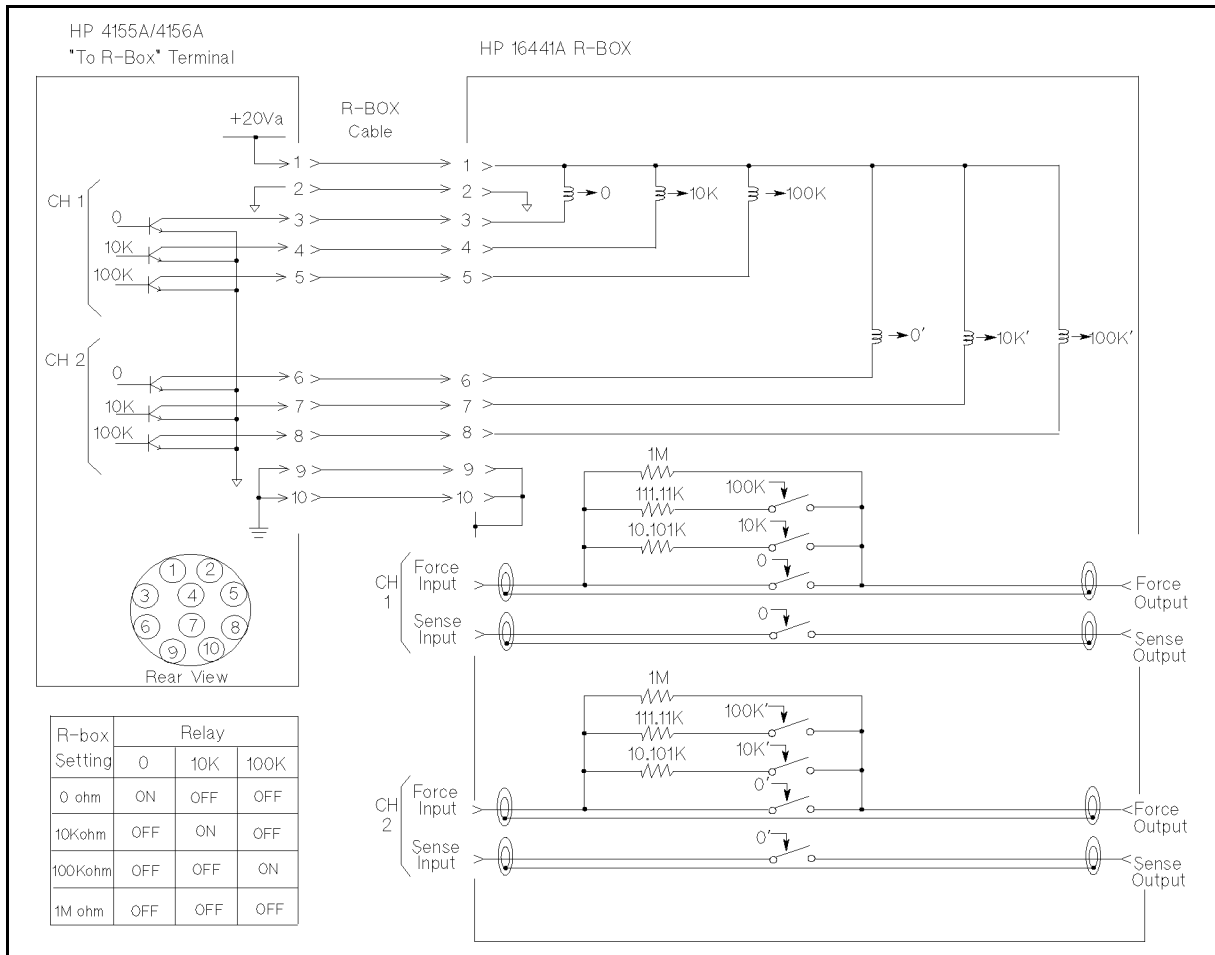 HP 4155A/4156A
"To R-Box" Terminal
HP 16441A R-BOX
R-BOX
Cable
+20Va
1 1
2 2
3 3
4 4
5 5
6 6
7 7
8 8
9 9
10 10
CH 1
0
10K
100K
CH 2
0
10K
100K
0 10K 100K
0′ 10K′ 100K′
1M
111.11K 100K
10.101K 10K
0
CH
1
Force
Input
Sense
Input
0
Force
Output
Sense
Output
1M
111.11K 100K′
10.101K 10K′
0′
CH
2
Force
Input
Sense
Input
0′
Force
Output
Sense
Output
1 2
3 4 5
6 7 8
9 10
Rear View
R-box
Setting
Relay
0 10K 100K
0 ohm ON OFF OFF
10Kohm OFF ON OFF
100Kohm OFF OFF ON
1M ohm OFF OFF OFF